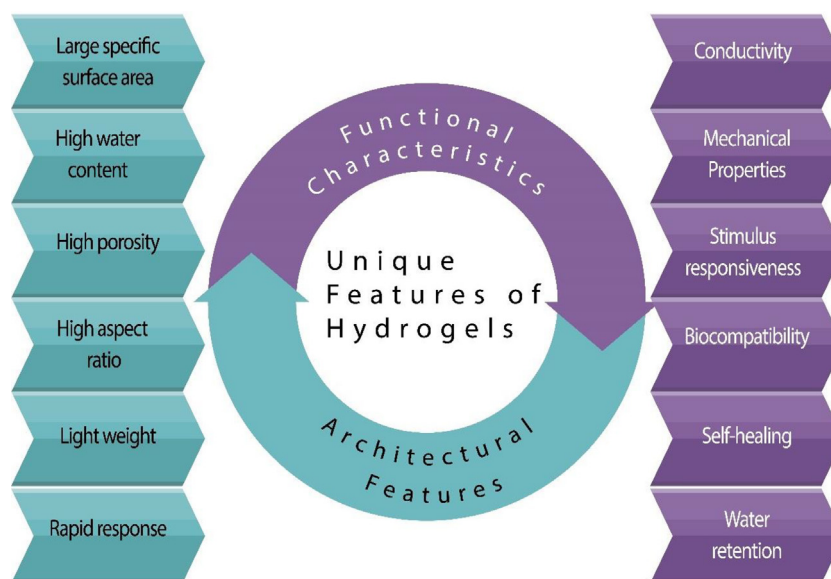 Large specific
surface area
High water
content
High porosity
High aspect
ratio
Light weight
Rapid response
Functional
Characteristics
Unique
Features of
Hydrogels
Architectural
Features
Conductivity
Mechanical
Properties
Stimulus
responsiveness
Biocompatibility
Self-healing
Water
retention